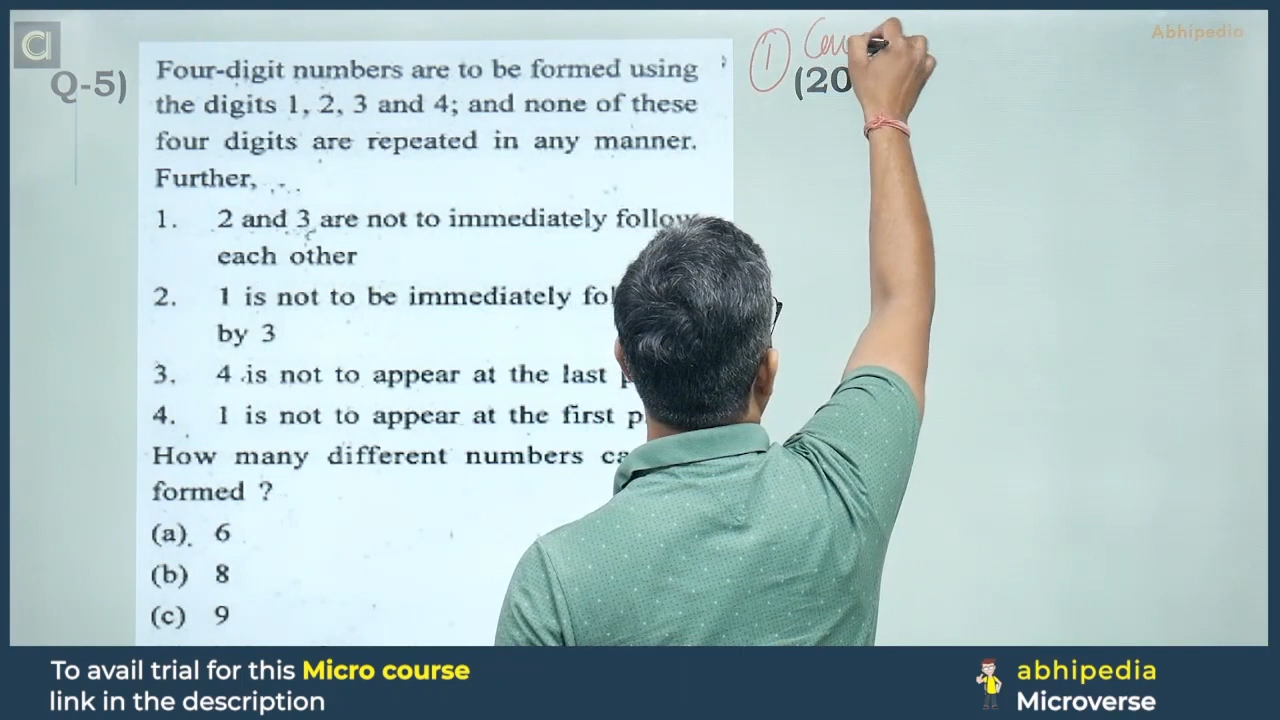 a
Abhipedia
Q-5)
Four-digit numbers are to be formed using
the digits 1, 2, 3 and 4; and none of these
four digits are repeated in any manner.
Further,
1. 2 and 3 are not to immediately follow
each other
2. 1 is not to be immediately
by 3
3. 4 is not to appear at the last
4. 1 is not to appear at the first
How many different numbers
formed ?
(a) 6
(b) 8
(c) 9
①
(20
To avail trial for this Micro course
link in the description
abhipedia
Microverse